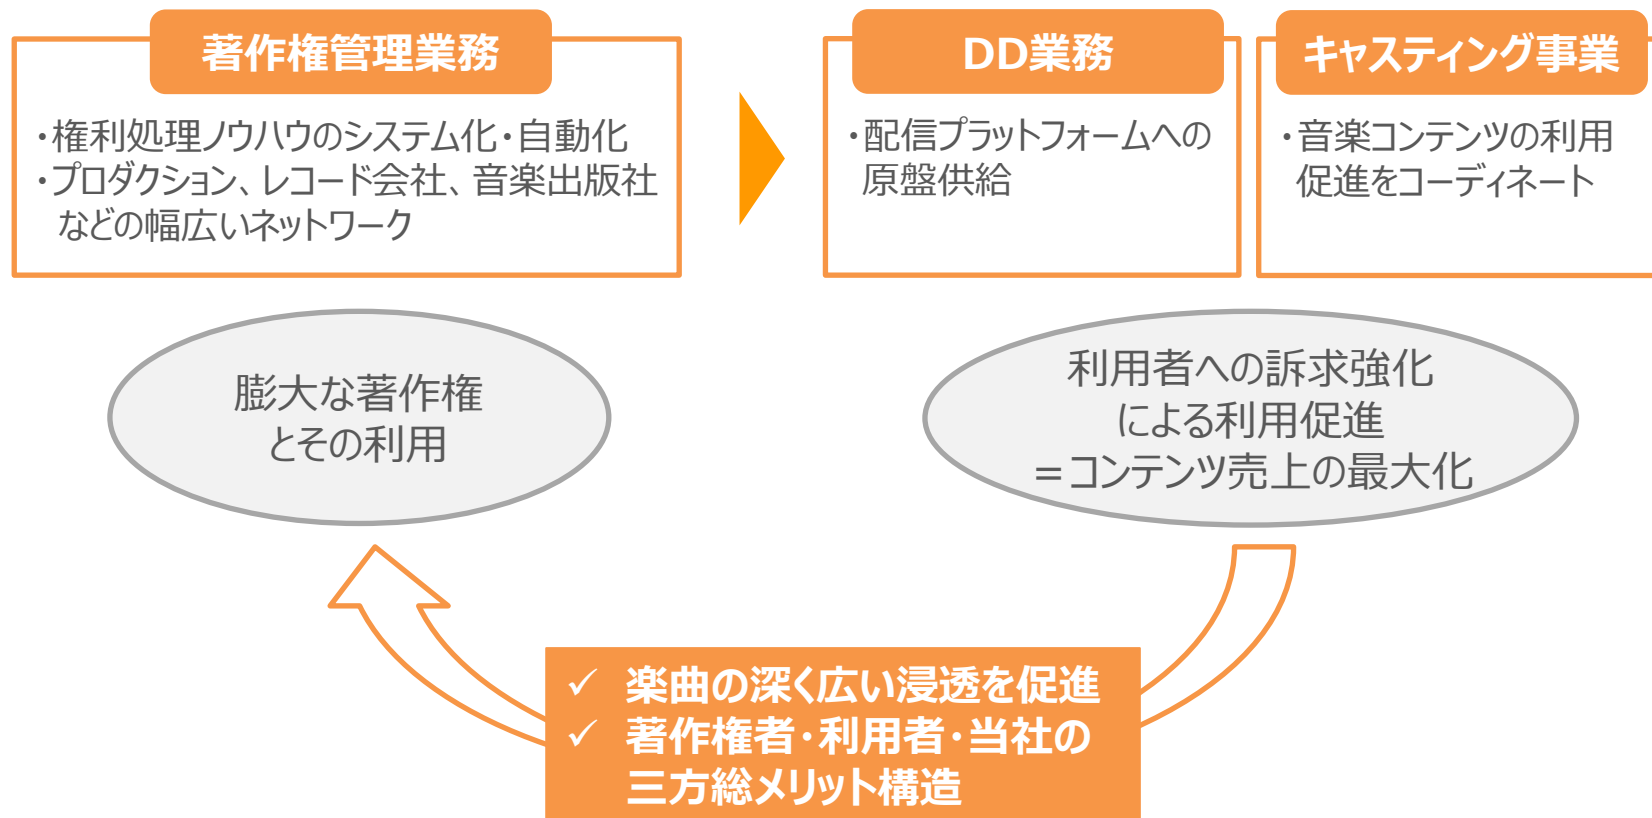 著作権管理業務
・権利処理ノウハウのシステム化・自動化
・プロダクション、レコード会社、音楽出版社
などの幅広いネットワーク
DD業務
・配信プラットフォームへの
原盤供給
キャスティング事業
・音楽コンテンツの利用
促進をコーディネート
膨大な著作権
とその利用
利用者への訴求強化
による利用促進
=コンテンツ売上の最大化
✓ 楽曲の深く広い浸透を促進
✓ 著作権者・利用者・当社の
三方総メリット構造